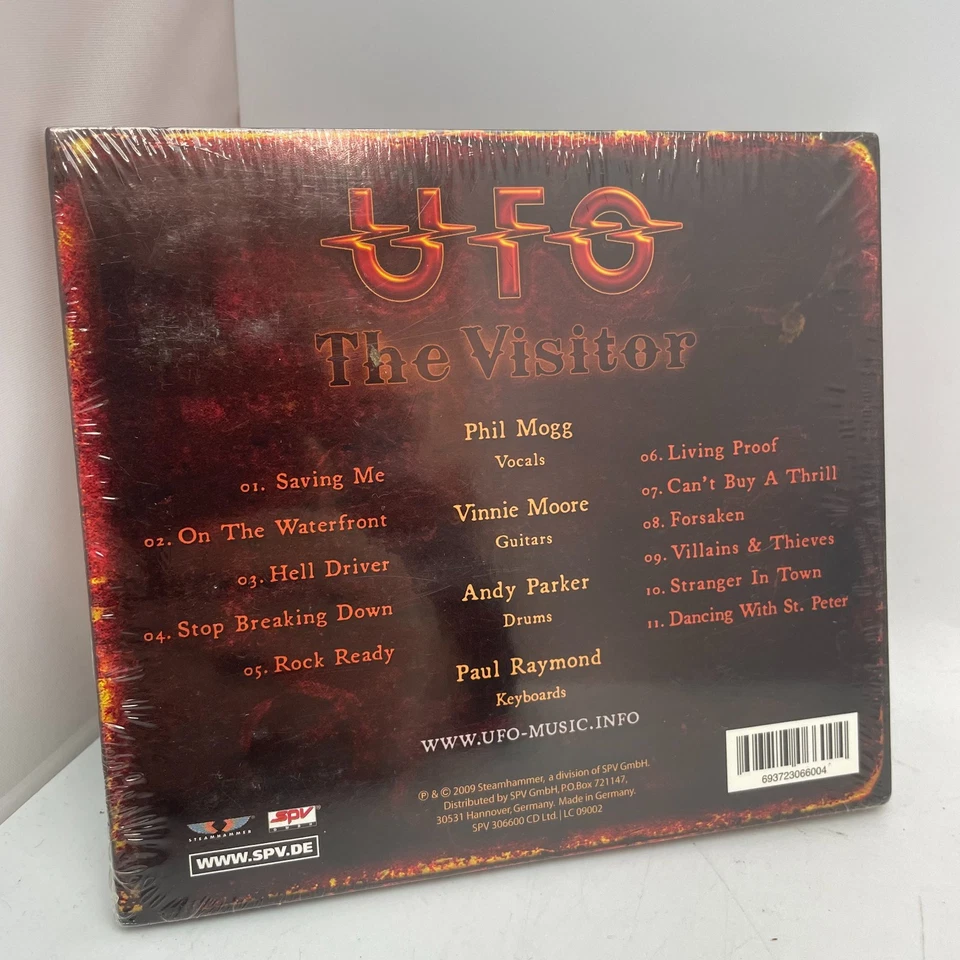 UFO
The Visitor
01. Saving Me
02. On The Waterfront
03. Hell Driver
04. Stop Breaking Down
05. Rock Ready
Phil Mogg
Vocals
Vinnie Moore
Guitars
Andy Parker
Drums
Paul Raymond
Keyboards
06. Living Proof
07. Can't Buy A Thrill
08. Forsaken
09. Villains & Thieves
10. Stranger In Town
11. Dancing With St. Peter
WWW.UFO-MUSIC.INFO
℗ & © 2009 Steamhammer, a division of SPV GmbH.
Distributed by SPV GmbH, P.O. Box 721147,
30531 Hannover, Germany. Made in Germany.
SPV 306600 CD Ltd. | LC 09002
STEAMHAMMER
SPV
WWW.SPV.DE
693723066004